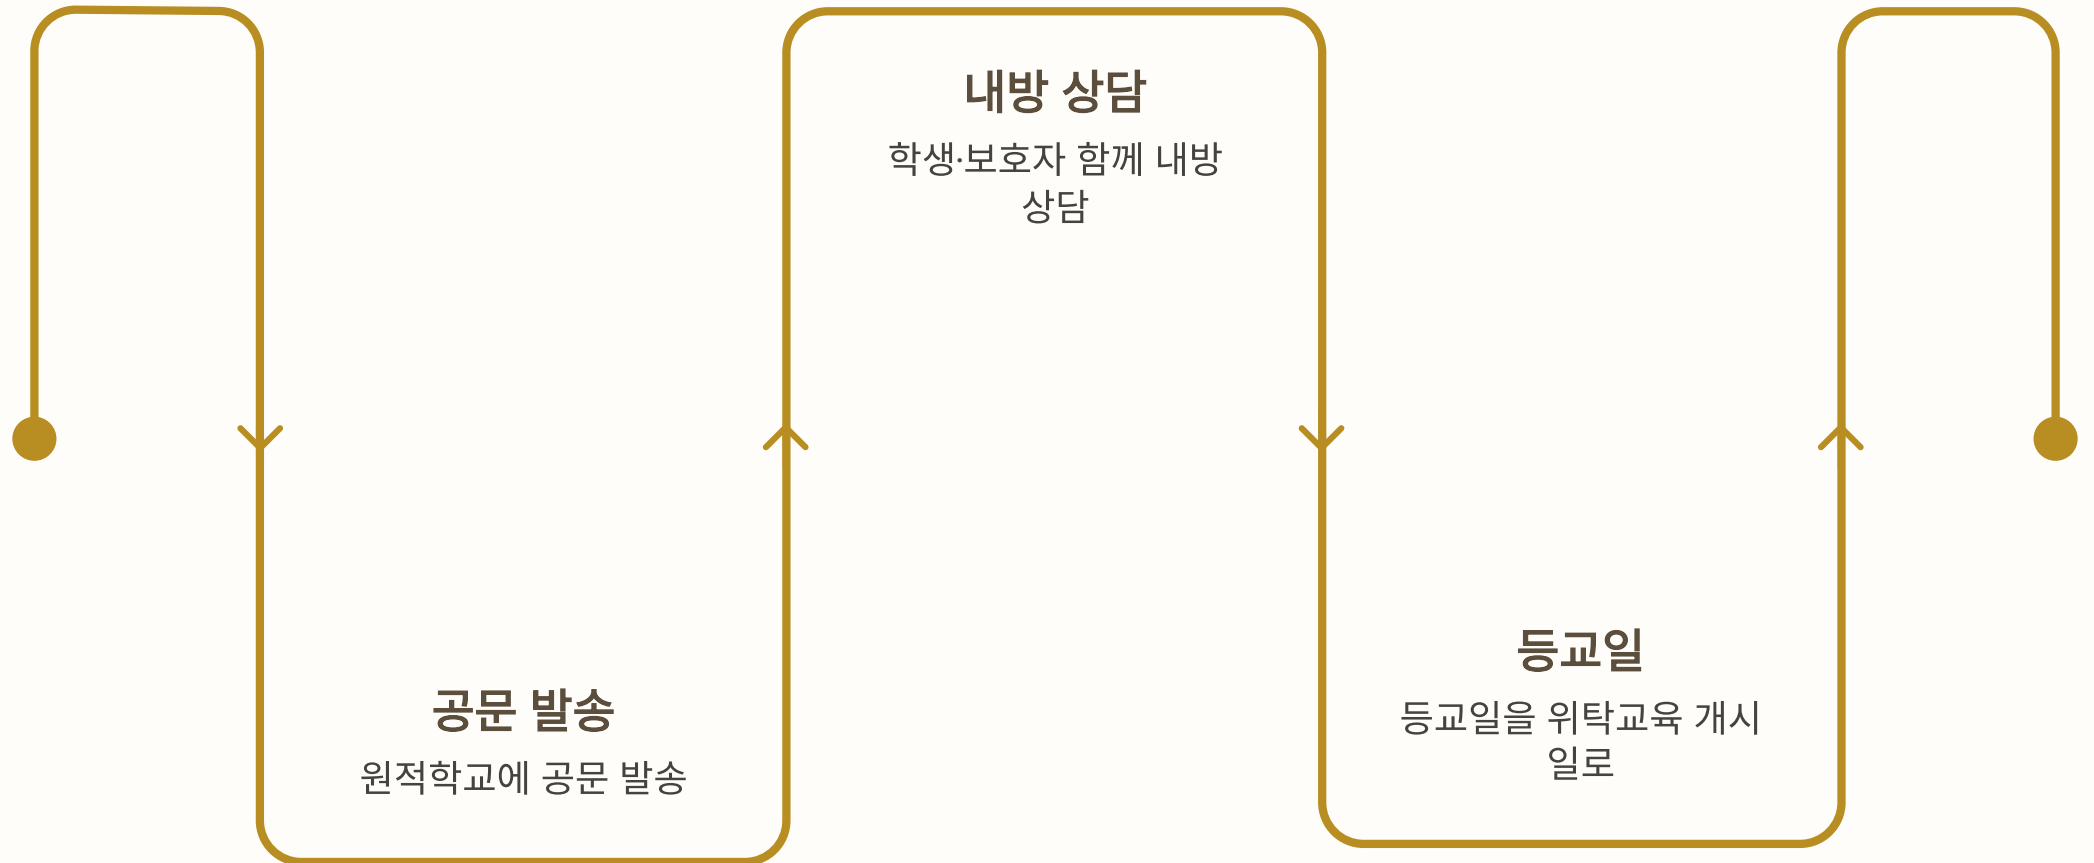 공문 발송
원적학교에 공문 발송
내방 상담
학생·보호자 함께 내방
상담
등교일
등교일을 위탁교육 개시
일로